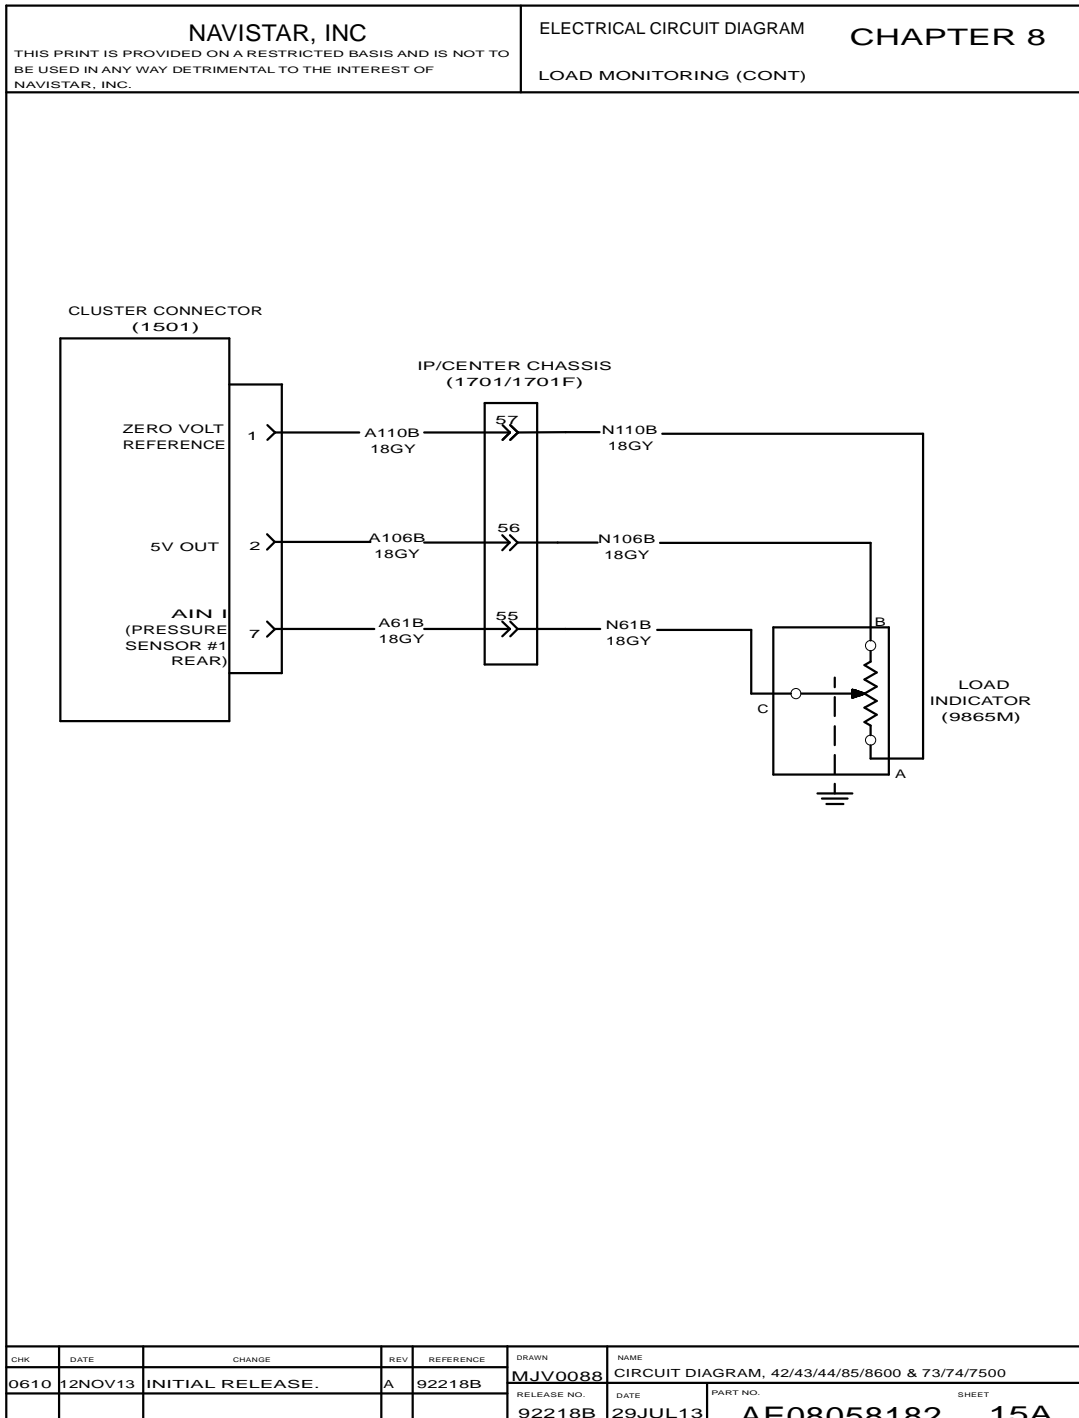 NAVISTAR, INC
THIS PRINT IS PROVIDED ON A RESTRICTED BASIS AND IS NOT TO
BE USED IN ANY WAY DETRIMENTAL TO THE INTEREST OF
NAVISTAR, INC.
ELECTRICAL CIRCUIT DIAGRAM
CHAPTER 8
LOAD MONITORING (CONT)
CLUSTER CONNECTOR
(1501)
IP/CENTER CHASSIS
(1701/1701F)
ZERO VOLT
REFERENCE
1
A110B
18GY
57
N110B
18GY
5V OUT
2
A106B
18GY
56
N106B
18GY
AIN I
(PRESSURE
SENSOR #1
REAR)
7
A61B
18GY
55
N61B
18GY
B
C
A
LOAD
INDICATOR
(9865M)
CHK DATE CHANGE REV REFERENCE
0610 12NOV13 INITIAL RELEASE. A 92218B
DRAWN
MJV0088
NAME
CIRCUIT DIAGRAM, 42/43/44/85/8600 & 73/74/7500
RELEASE NO.
92218B
DATE
29JUL13
PART NO.
AE08058182
SHEET
15A